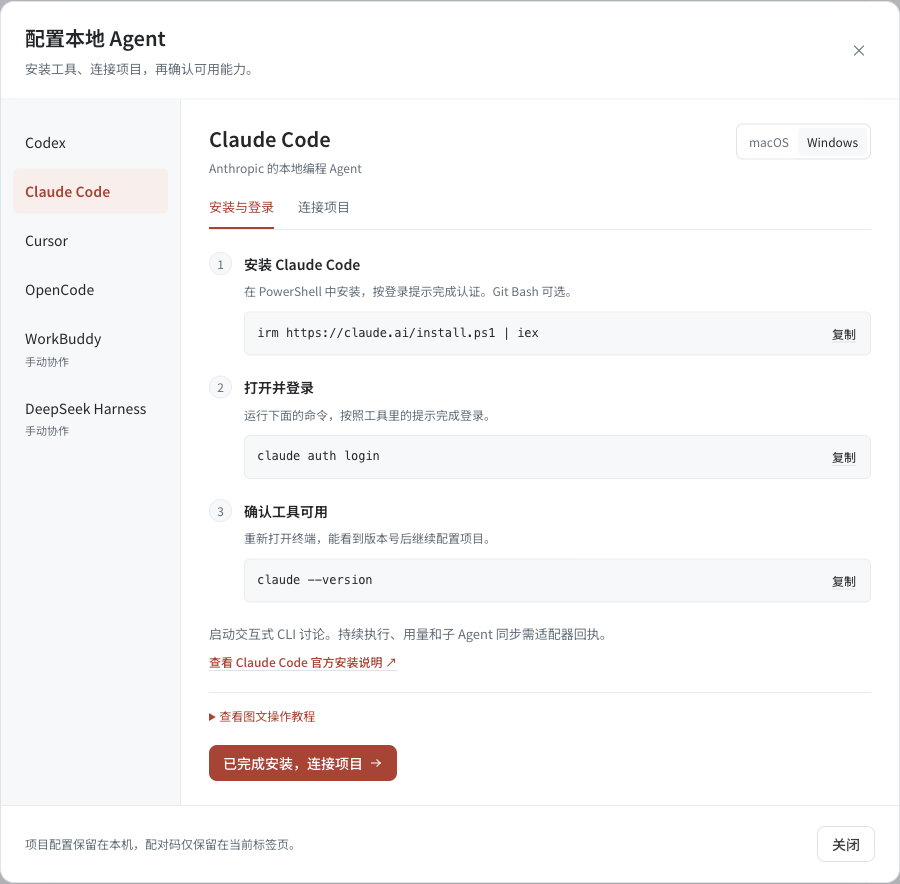 配置本地 Agent
安装工具、连接项目，再确认可用能力。
Codex
Claude Code
Cursor
OpenCode
WorkBuddy
手动协作
DeepSeek Harness
手动协作
Claude Code
Anthropic 的本地编程 Agent
macOS
Windows
安装与登录
连接项目
1
安装 Claude Code
在 PowerShell 中安装，按登录提示完成认证。Git Bash 可选。
irm https://claude.ai/install.ps1 | iex
复制
2
打开并登录
运行下面的命令，按照工具里的提示完成登录。
claude auth login
复制
3
确认工具可用
重新打开终端，能看到版本号后继续配置项目。
claude --version
复制
启动交互式 CLI 讨论。持续执行、用量和子 Agent 同步需适配器回执。
查看 Claude Code 官方安装说明 ↗
▶ 查看图文操作教程
已完成安装，连接项目 →
项目配置保留在本机，配对码仅保留在当前标签页。
关闭